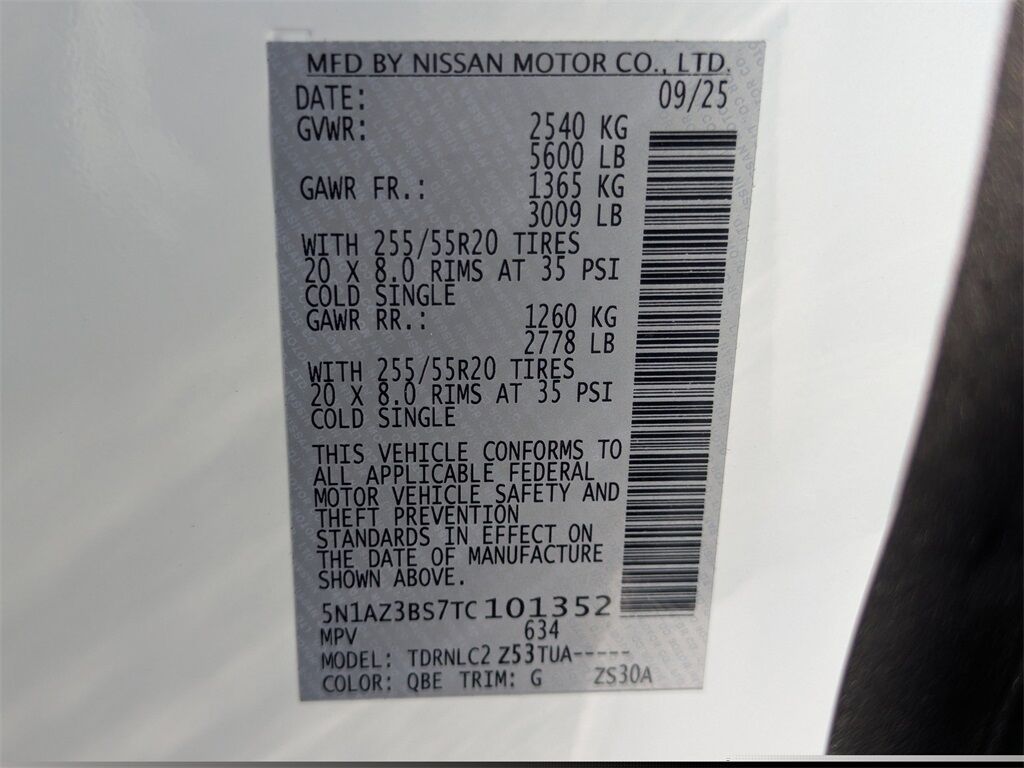 MFD BY NISSAN MOTOR CO., LTD.
DATE: 09/25
GVWR: 2540 KG
5600 LB
GAWR FR.: 1365 KG
3009 LB
WITH 255/55R20 TIRES
20 X 8.0 RIMS AT 35 PSI
COLD SINGLE
GAWR RR.: 1260 KG
2778 LB
WITH 255/55R20 TIRES
20 X 8.0 RIMS AT 35 PSI
COLD SINGLE
THIS VEHICLE CONFORMS TO
ALL APPLICABLE FEDERAL
MOTOR VEHICLE SAFETY AND
THEFT PREVENTION
STANDARDS IN EFFECT ON
THE DATE OF MANUFACTURE
SHOWN ABOVE.
5N1AZ3BS7TC101352
MPV 634
MODEL: TDRNLC2 Z53TUA-----
COLOR: QBE TRIM: G ZS30A